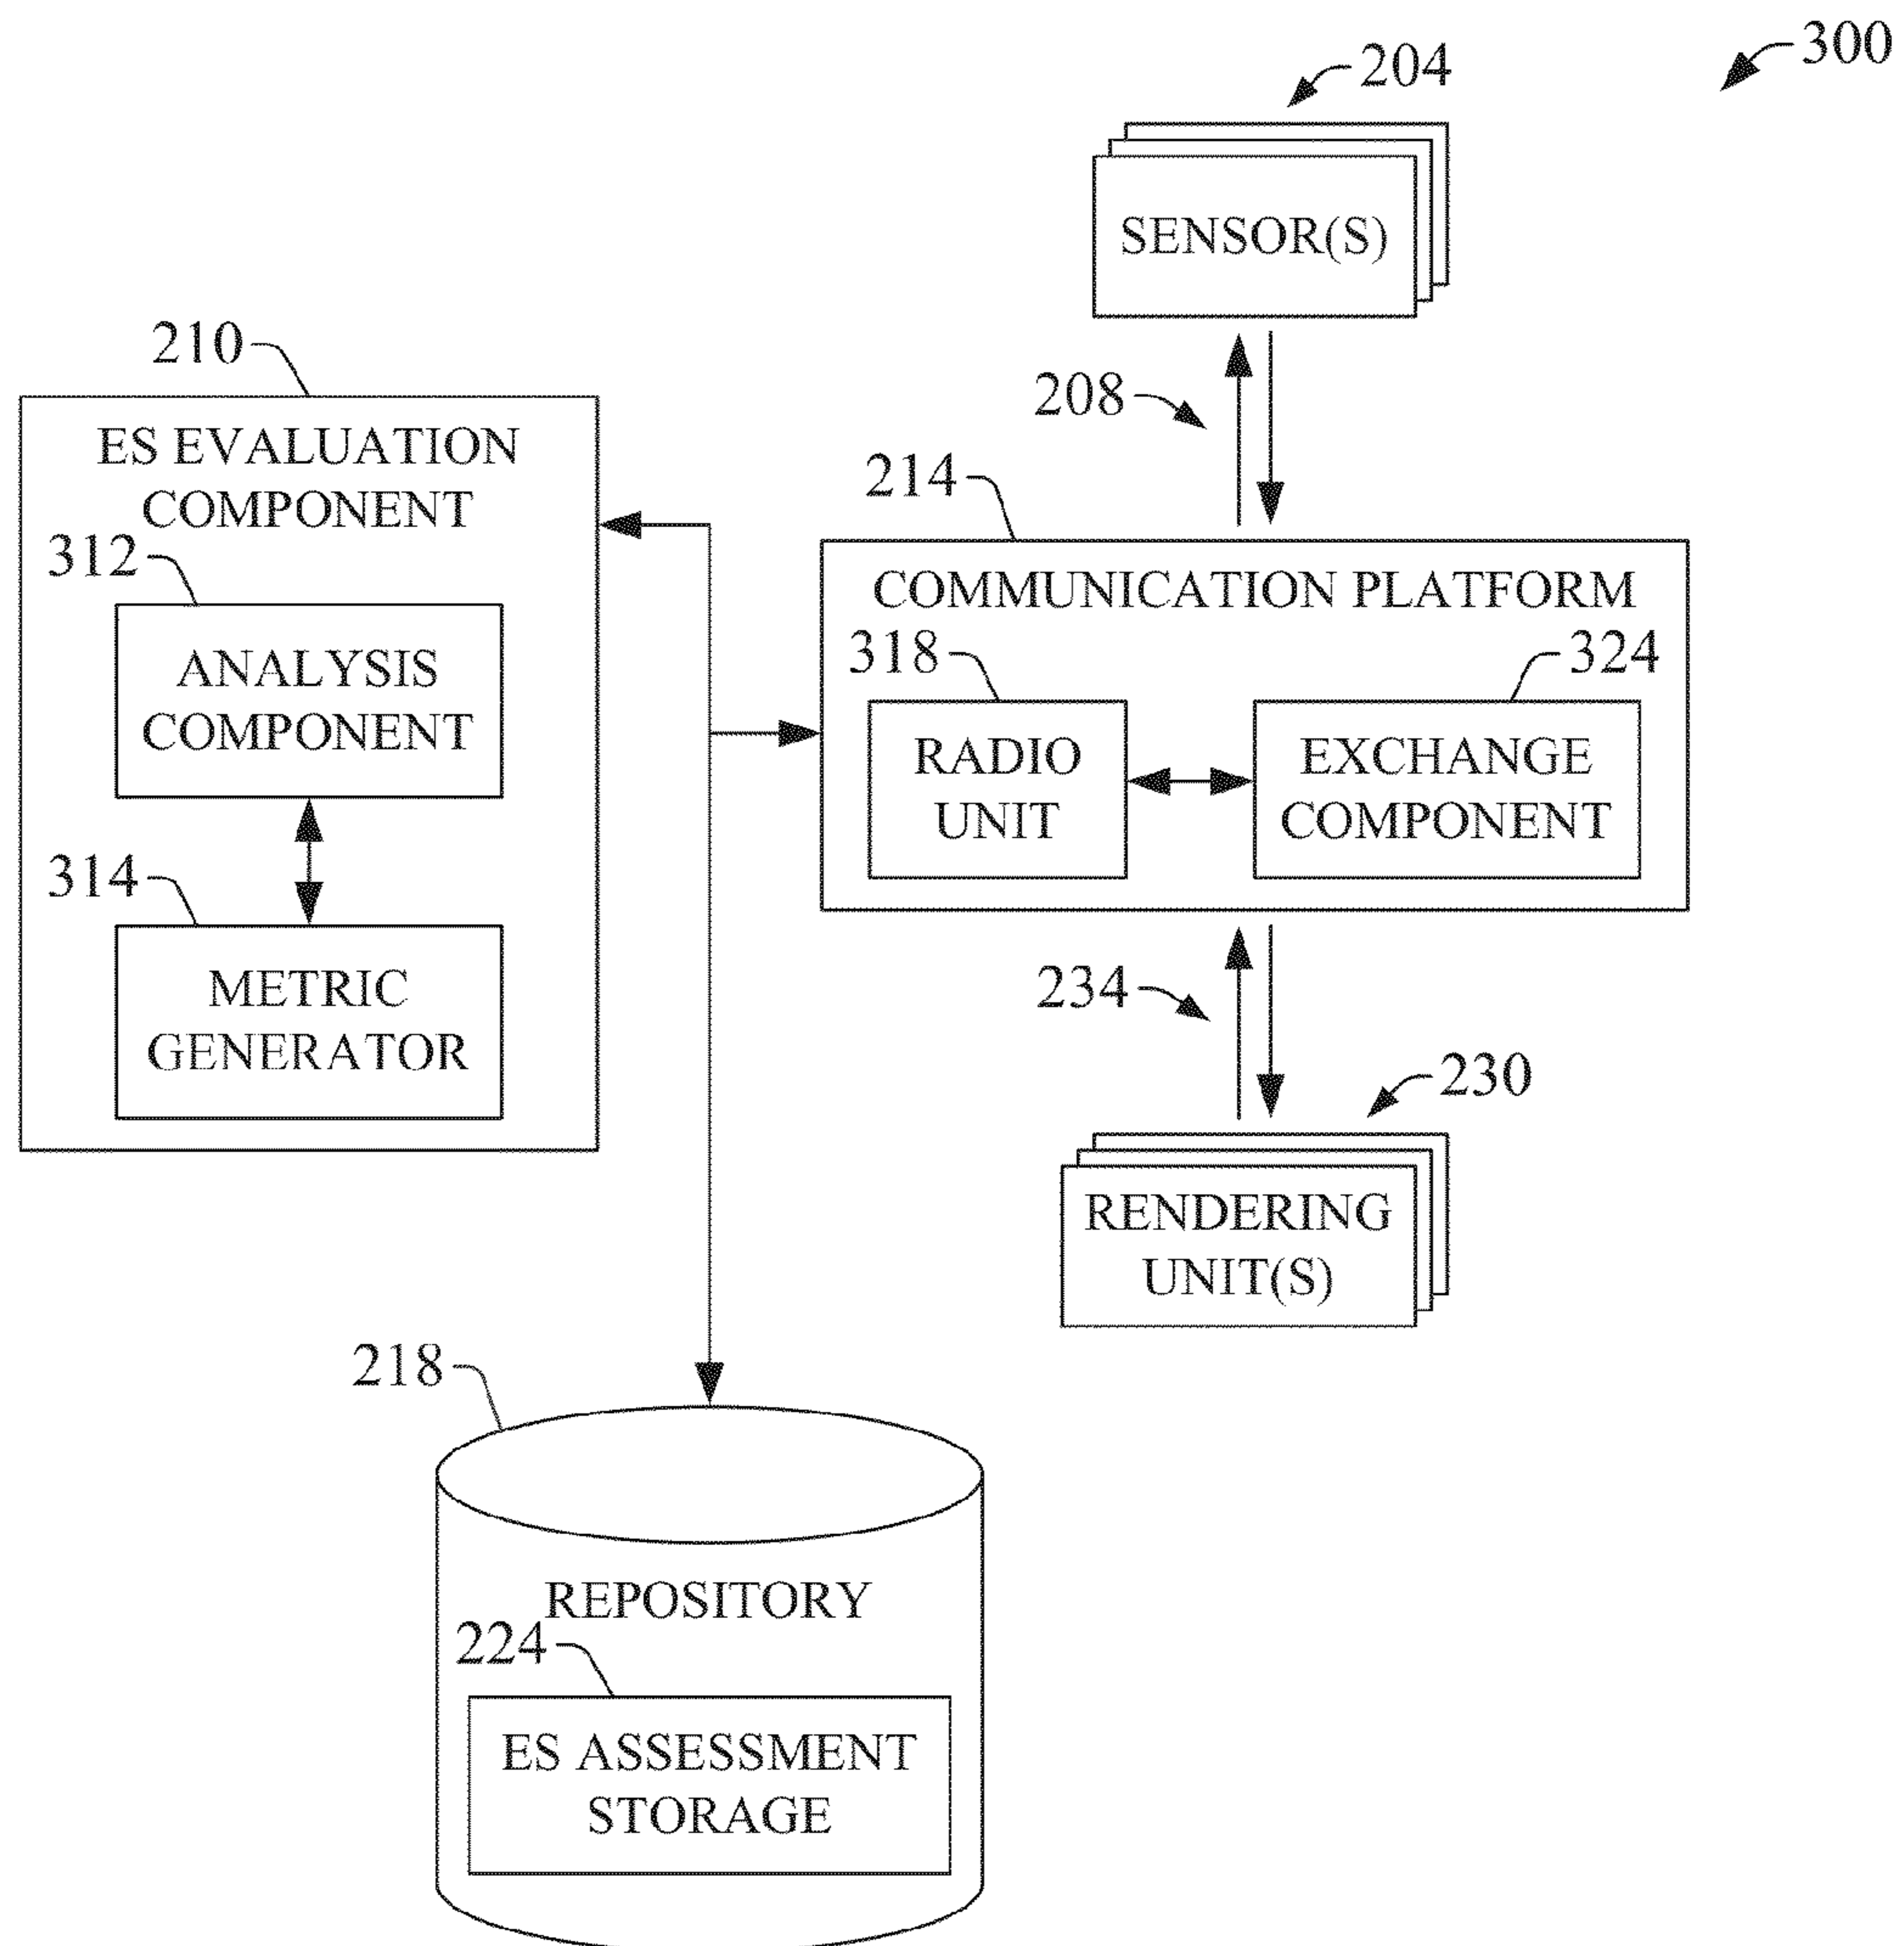 300
204
SENSOR(S)
208
210
ES EVALUATION
COMPONENT
312
ANALYSIS
COMPONENT
314
METRIC
GENERATOR
214
COMMUNICATION PLATFORM
318
RADIO
UNIT
324
EXCHANGE
COMPONENT
234
230
RENDERING
UNIT(S)
218
REPOSITORY
224
ES ASSESSMENT
STORAGE